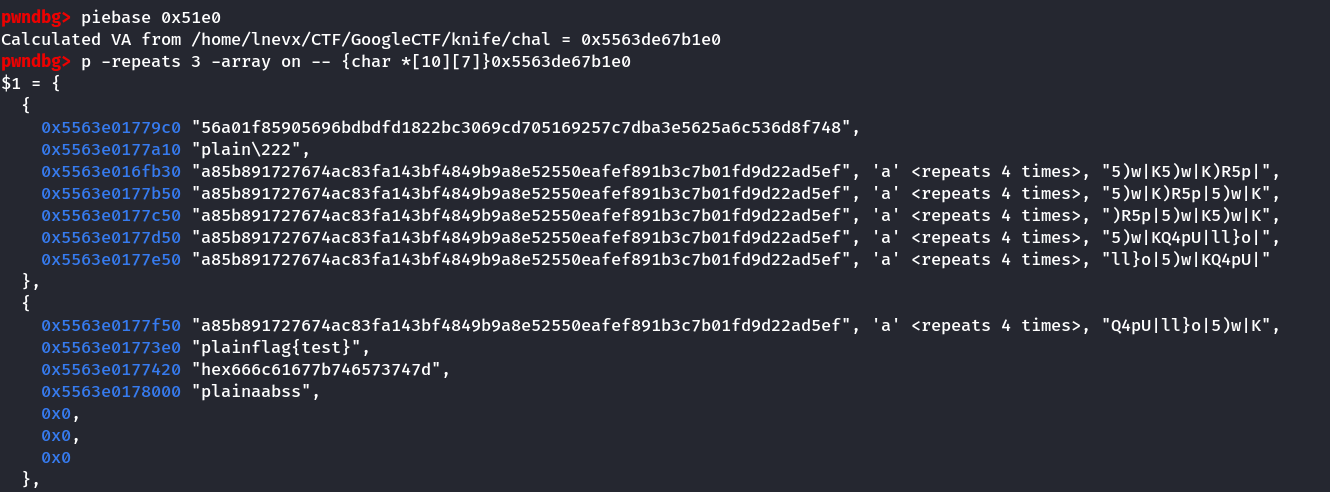 pwndbg> piebase 0x51e0
Calculated VA from /home/lnevx/CTF/GoogleCTF/knife/chal = 0x5563de67b1e0
pwndbg> p -repeats 3 -array on -- {char *[10][7]}0x5563de67b1e0
$1 = {
  {
    0x5563e01779c0 "56a01f85905696bdbdfd1822bc3069cd705169257c7dba3e5625a6c536d8f748",
    0x5563e0177a10 "plain\222",
    0x5563e016fb30 "a85b891727674ac83fa143bf4849b9a8e52550eafef891b3c7b01fd9d22ad5ef", 'a' <repeats 4 times>, "5)w|K5)w|K)R5p|",
    0x5563e0177b50 "a85b891727674ac83fa143bf4849b9a8e52550eafef891b3c7b01fd9d22ad5ef", 'a' <repeats 4 times>, "5)w|K)R5p|5)w|K",
    0x5563e0177c50 "a85b891727674ac83fa143bf4849b9a8e52550eafef891b3c7b01fd9d22ad5ef", 'a' <repeats 4 times>, ")R5p|5)w|K5)w|K",
    0x5563e0177d50 "a85b891727674ac83fa143bf4849b9a8e52550eafef891b3c7b01fd9d22ad5ef", 'a' <repeats 4 times>, "5)w|KQ4pU|ll}o|",
    0x5563e0177e50 "a85b891727674ac83fa143bf4849b9a8e52550eafef891b3c7b01fd9d22ad5ef", 'a' <repeats 4 times>, "ll}o|5)w|KQ4pU|"
  },
  {
    0x5563e0177f50 "a85b891727674ac83fa143bf4849b9a8e52550eafef891b3c7b01fd9d22ad5ef", 'a' <repeats 4 times>, "Q4pU|ll}o|5)w|K",
    0x5563e01773e0 "plainflag{test}",
    0x5563e0177420 "hex666c61677b746573747d",
    0x5563e0178000 "plainaabss",
    0x0,
    0x0,
    0x0
  },